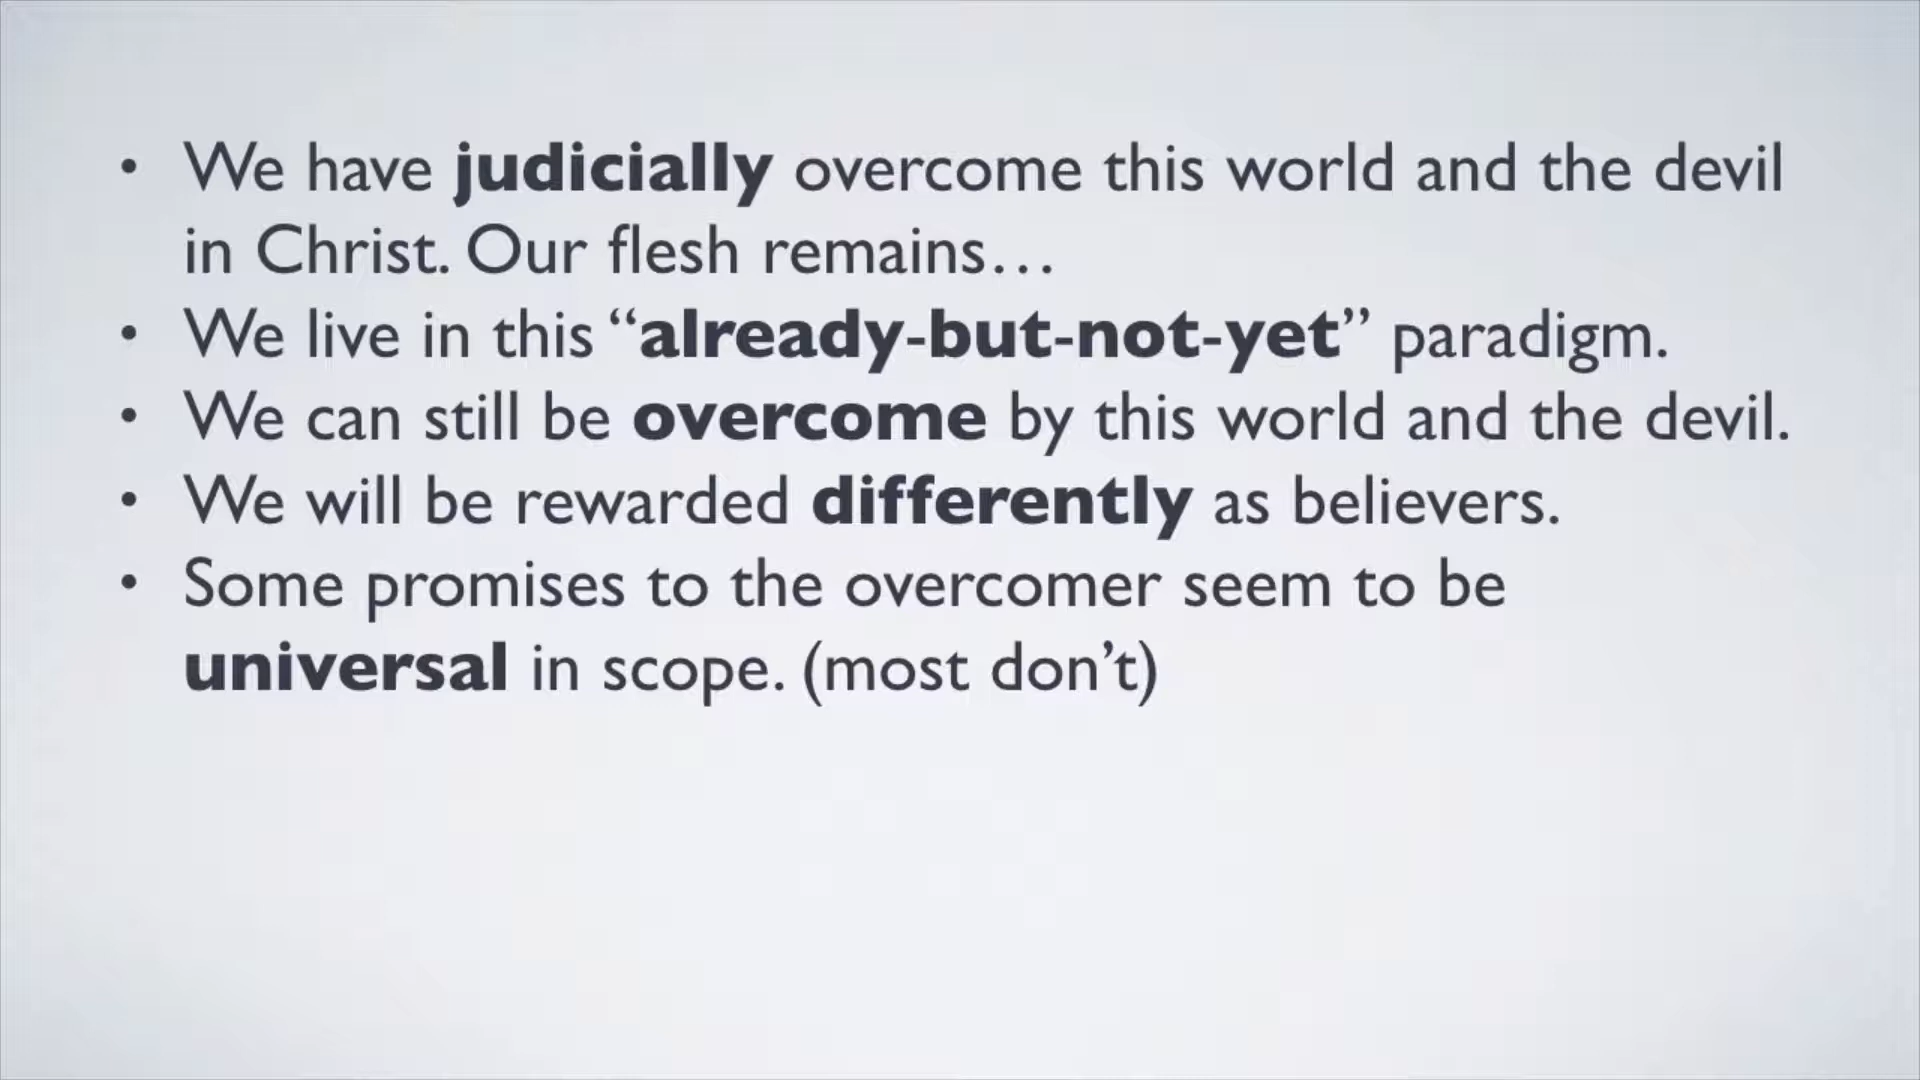 • We have judicially overcome this world and the devil
in Christ. Our flesh remains…
• We live in this “already-but-not-yet” paradigm.
• We can still be overcome by this world and the devil.
• We will be rewarded differently as believers.
• Some promises to the overcomer seem to be
universal in scope. (most don’t)